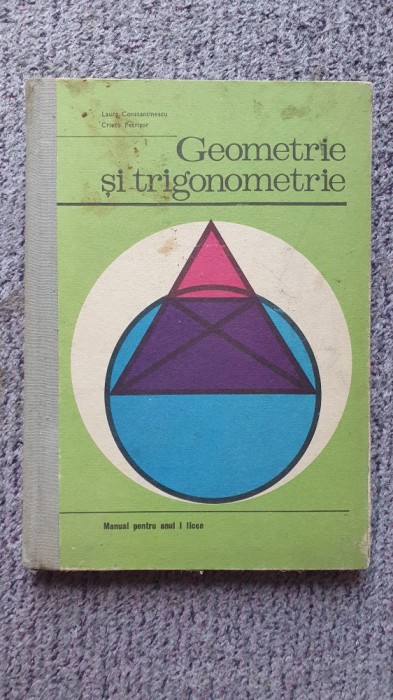 Laura Constantinescu
Geometrie
și trigonometrie
Manual pentru anul I licee